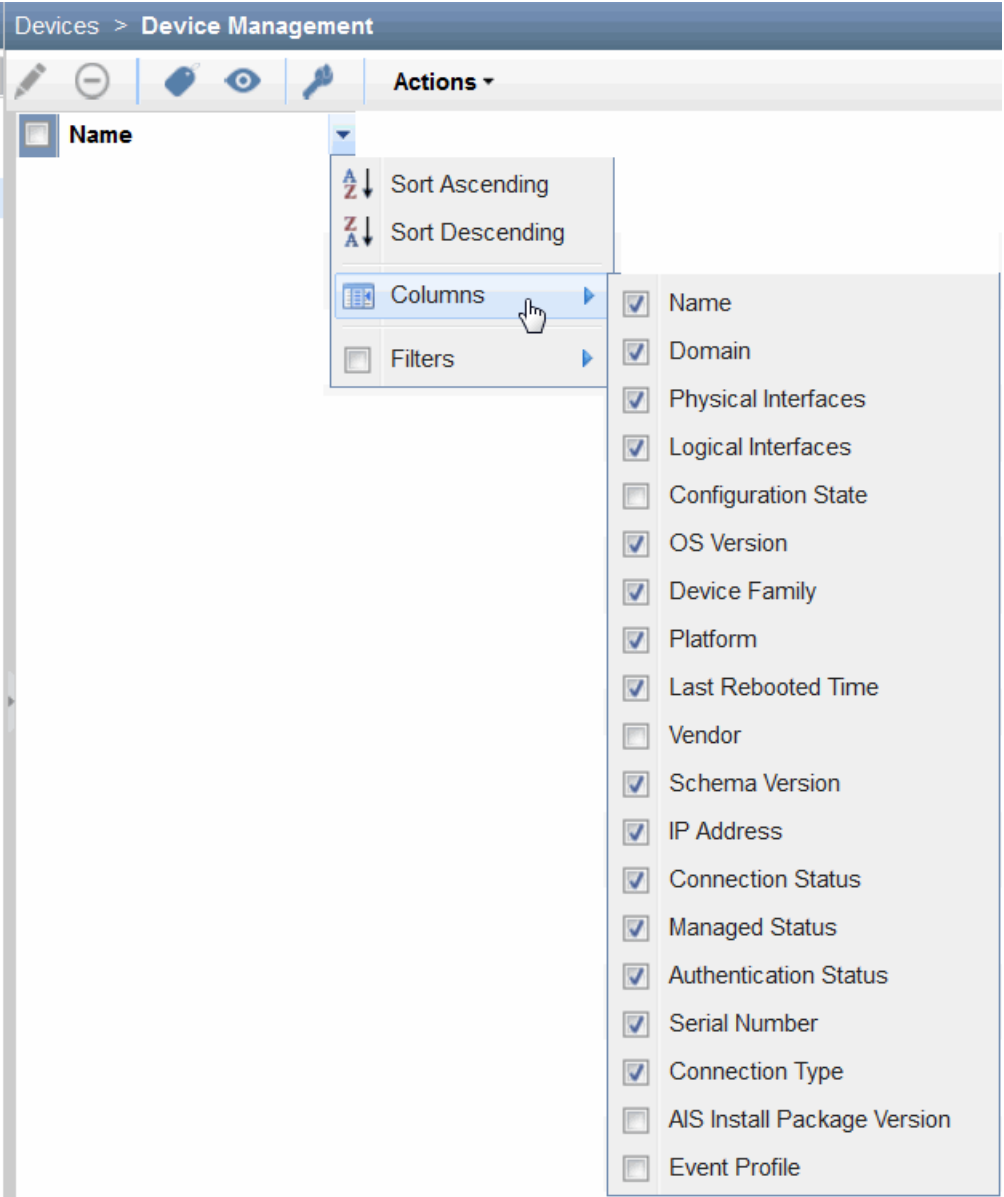 Devices > Device Management
Actions
Name
Sort Ascending
Sort Descending
Columns
Filters
Name
Domain
Physical Interfaces
Logical Interfaces
Configuration State
OS Version
Device Family
Platform
Last Rebooted Time
Vendor
Schema Version
IP Address
Connection Status
Managed Status
Authentication Status
Serial Number
Connection Type
AIS Install Package Version
Event Profile